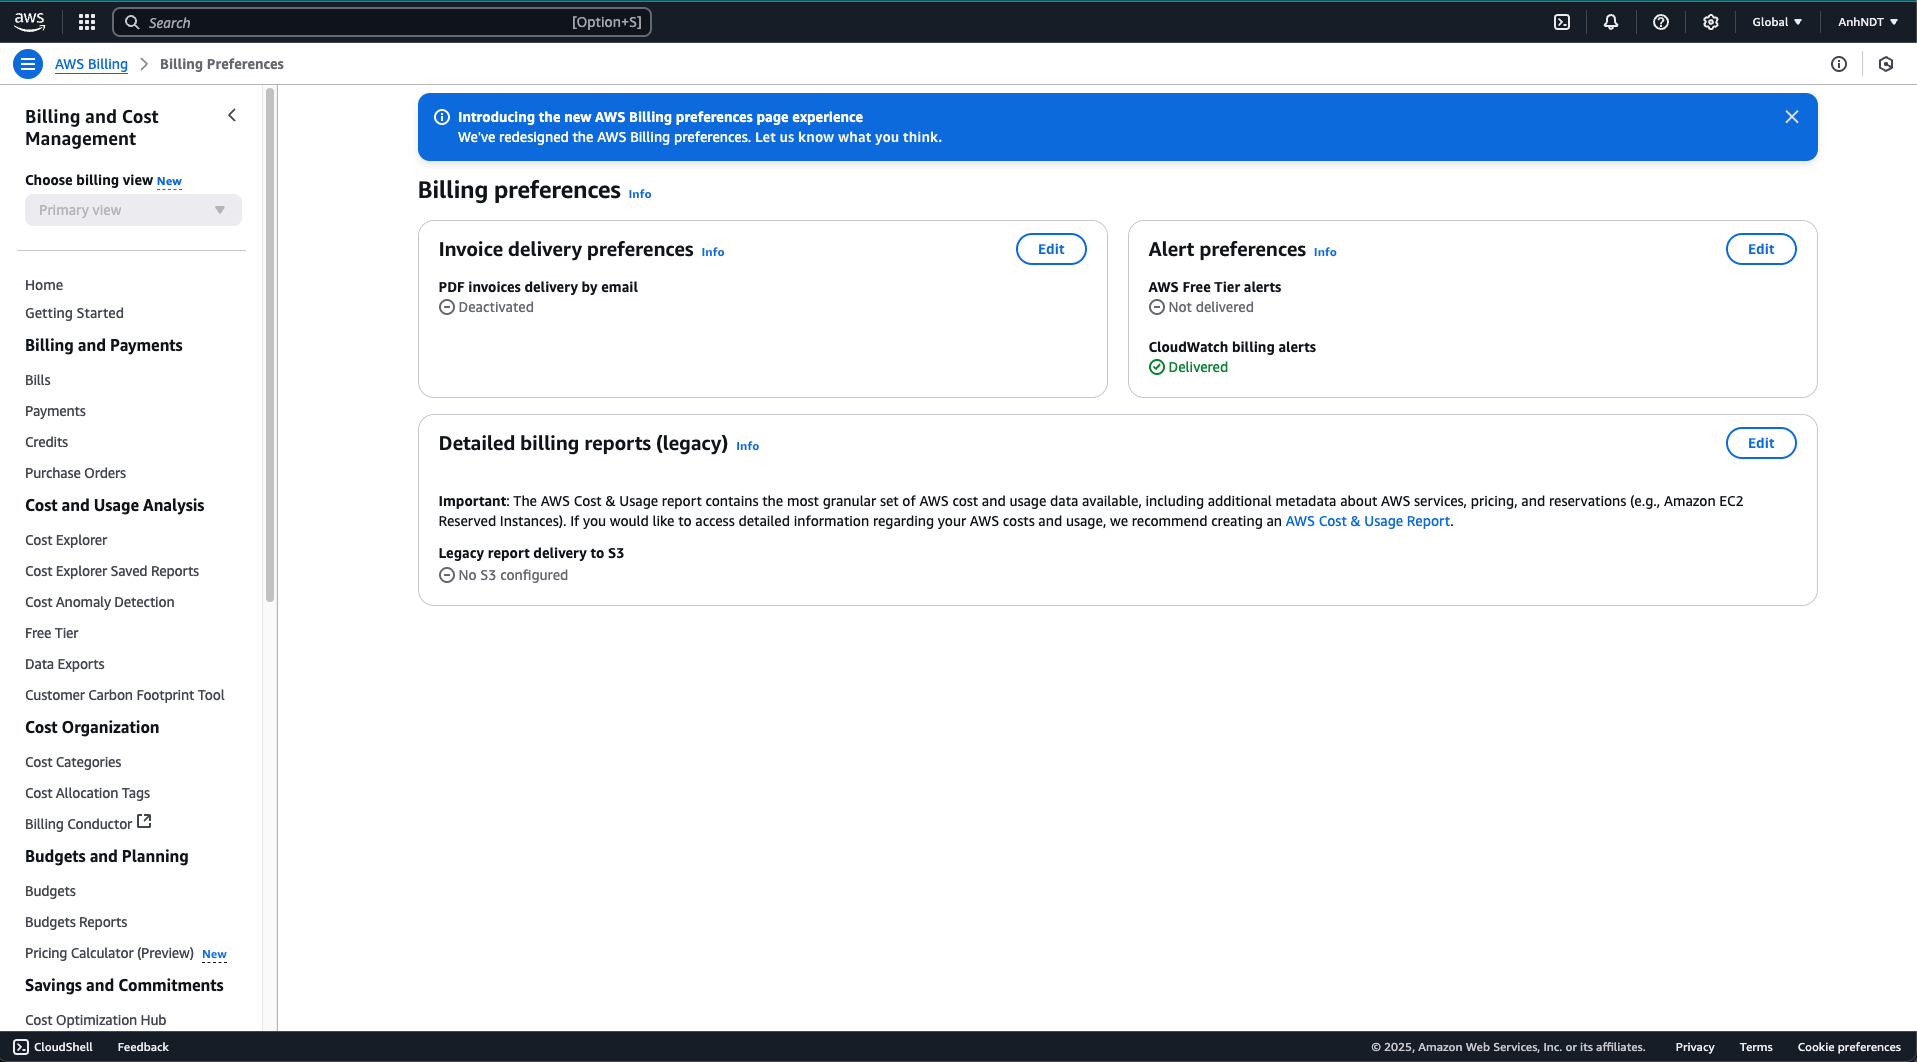 aws
Search
[Option+S]
Global
AnhNDT
AWS Billing
Billing Preferences
Billing and Cost
Management
Choose billing view New
Primary view
Home
Getting Started
Billing and Payments
Bills
Payments
Credits
Purchase Orders
Cost and Usage Analysis
Cost Explorer
Cost Explorer Saved Reports
Cost Anomaly Detection
Free Tier
Data Exports
Customer Carbon Footprint Tool
Cost Organization
Cost Categories
Cost Allocation Tags
Billing Conductor
Budgets and Planning
Budgets
Budgets Reports
Pricing Calculator (Preview) New
Savings and Commitments
Cost Optimization Hub
Introducing the new AWS Billing preferences page experience
We've redesigned the AWS Billing preferences. Let us know what you think.
Billing preferences Info
Invoice delivery preferences Info
Edit
PDF invoices delivery by email
Deactivated
Alert preferences Info
Edit
AWS Free Tier alerts
Not delivered
CloudWatch billing alerts
Delivered
Detailed billing reports (legacy) Info
Edit
Important: The AWS Cost & Usage report contains the most granular set of AWS cost and usage data available, including additional metadata about AWS services, pricing, and reservations (e.g., Amazon EC2
Reserved Instances). If you would like to access detailed information regarding your AWS costs and usage, we recommend creating an AWS Cost & Usage Report.
Legacy report delivery to S3
No S3 configured
CloudShell
Feedback
© 2025, Amazon Web Services, Inc. or its affiliates.
Privacy
Terms
Cookie preferences